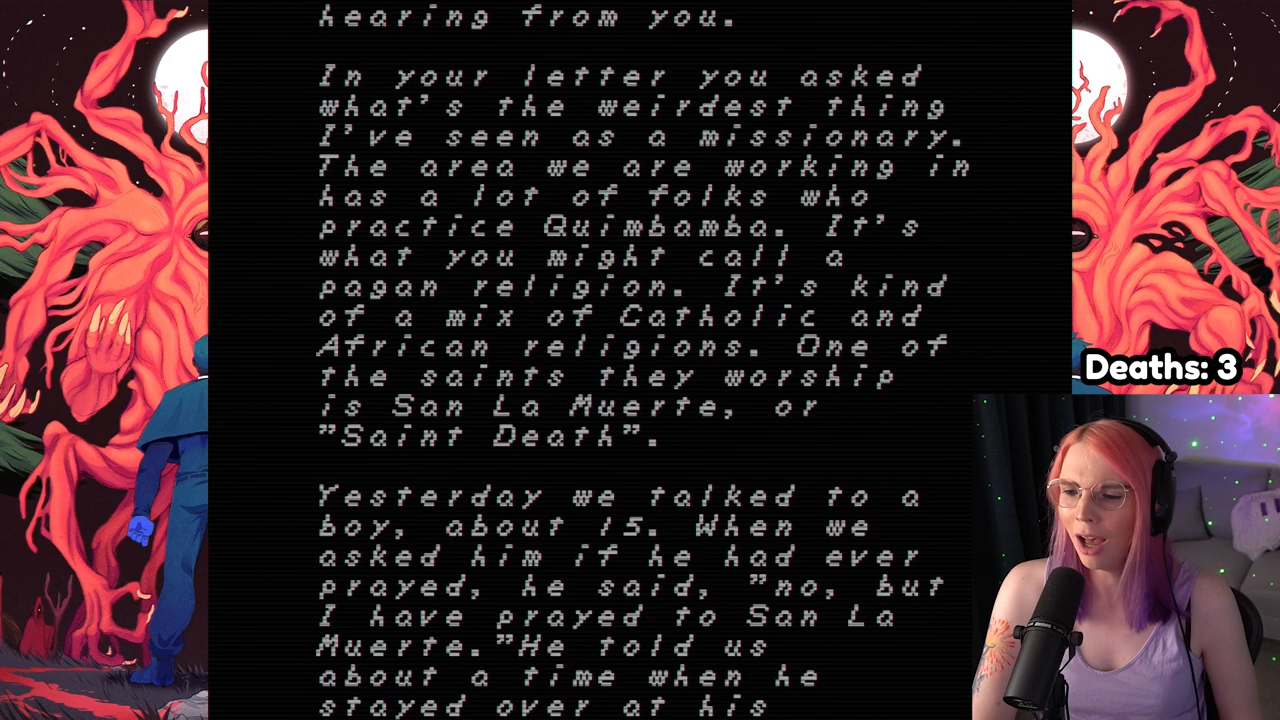 hearing from you.
In your letter you asked
what's the weirdest thing
I've seen as a missionary.
The area we are working in
has a lot of folks who
practice Quimbamba. It's
what you might call a
pagan religion. It's kind
of a mix of Catholic and
African religions. One of
the saints they worship
is San La Muerte, or
"Saint Death".
Yesterday we talked to a
boy, about 15. When we
asked him if he had ever
prayed, he said, "no, but
I have prayed to San La
Muerte."He told us
about a time when he
stayed over at his
Deaths: 3